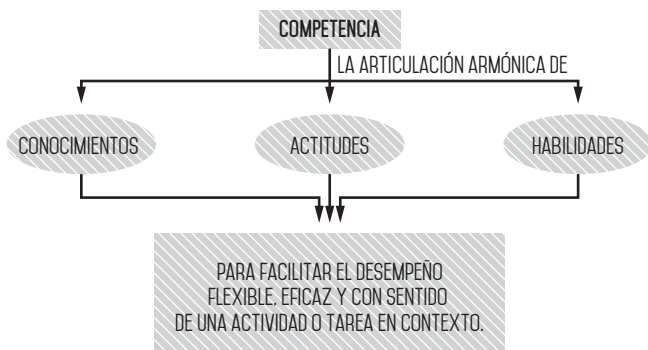 COMPETENCIA
LA ARTICULACIÓN ARMÓNICA DE
CONOCIMIENTOS
ACTITUDES
HABILIDADES
PARA FACILITAR EL DESEMPEÑO
FLEXIBLE, EFICAZ Y CON SENTIDO
DE UNA ACTIVIDAD O TAREA EN CONTEXTO.